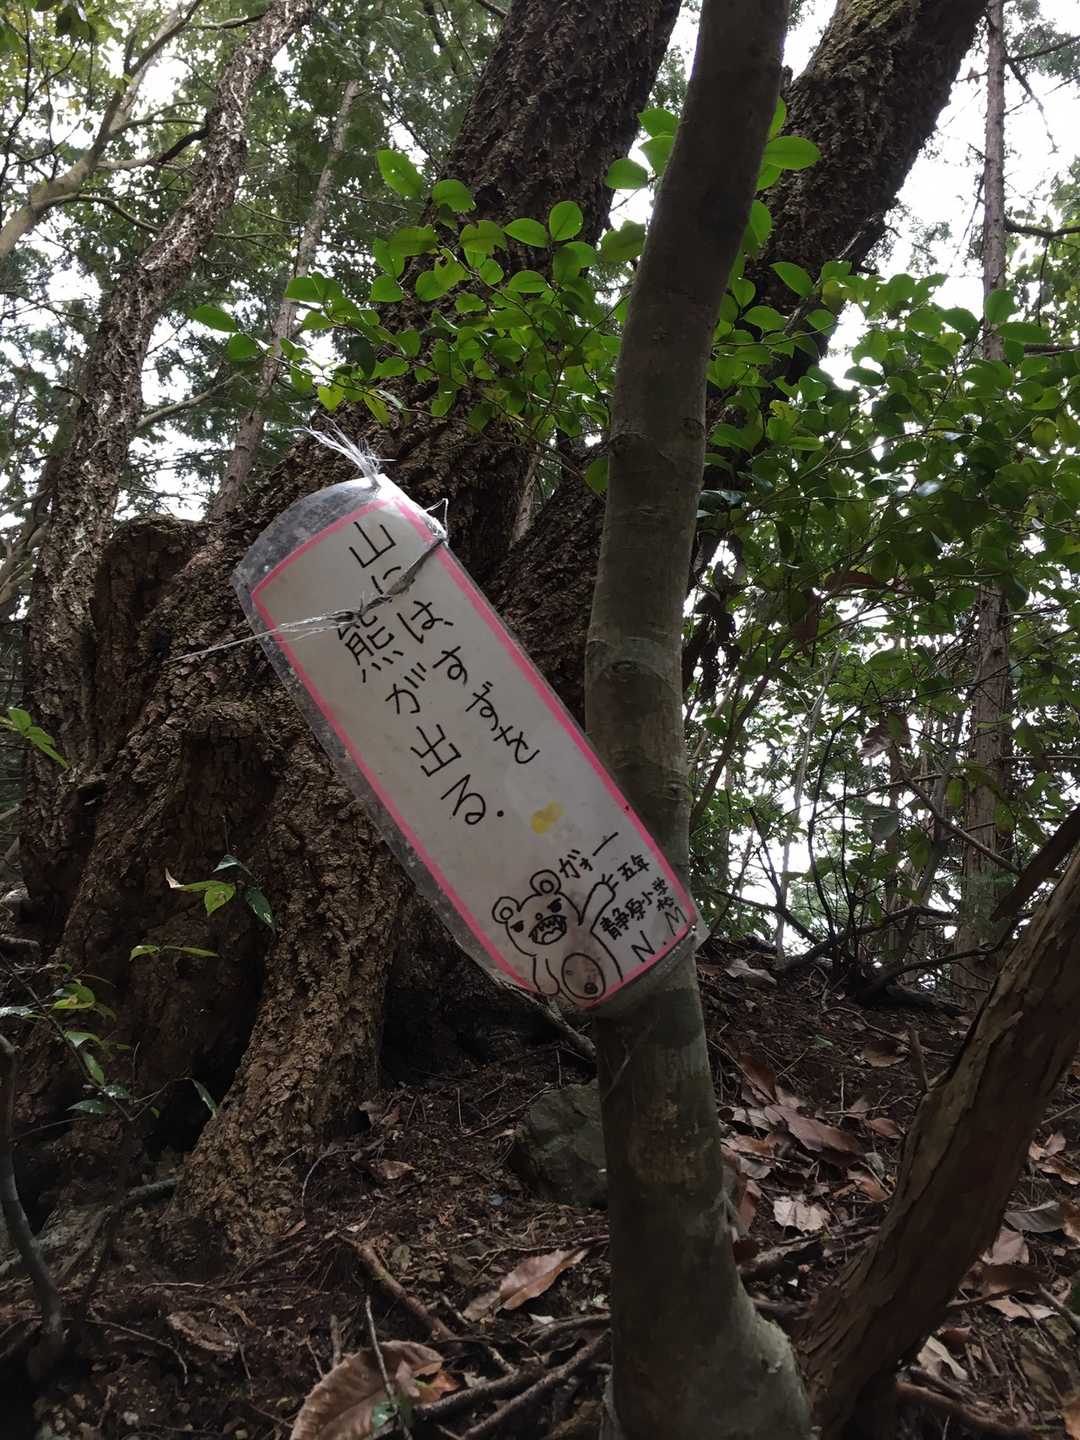 山には、すずを
熊が出る.
がぉー
五年
静原小学校
N.M